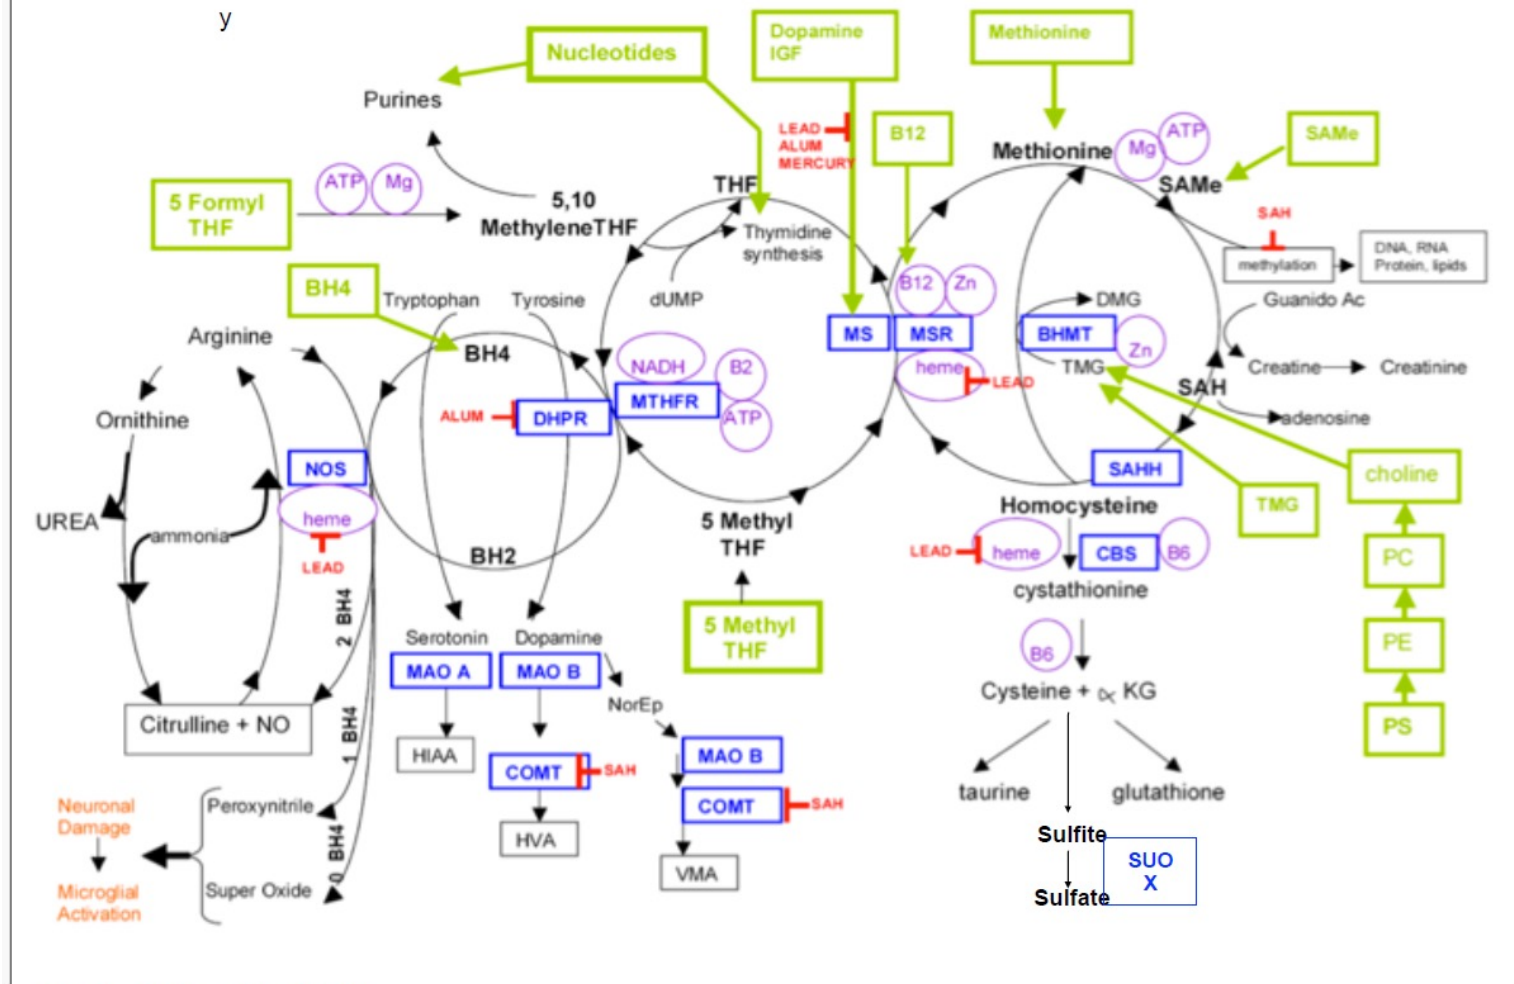 y
Nucleotides
Dopamine
IGF
Methionine
Purines
LEAD
ALUM
MERCURY
B12
ATP
Mg
SAMe
Methionine
SAMe
ATP
Mg
5 Formyl
THF
5,10
MethyleneTHF
THF
Thymidine
synthesis
dUMP
SAH
methylation
DNA, RNA
Protein, lipids
BH4
Tryptophan
Tyrosine
B12
Zn
DMG
Guanido Ac
Arginine
BH4
NADH
MS
MSR
BHMT
Zn
heme
LEAD
TMG
Creatine
Creatinine
B2
MTHFR
ATP
SAH
adenosine
Ornithine
ALUM
DHPR
NOS
heme
LEAD
UREA
ammonia
BH2
5 Methyl
THF
SAHH
choline
Homocysteine
TMG
LEAD
heme
CBS
B6
PC
cystathionine
2 BH4
5 Methyl
THF
B6
PE
Serotonin
Dopamine
MAO A
MAO B
NorEp
Cysteine + ∝ KG
PS
Citrulline + NO
1 BH4
HIAA
COMT
SAH
MAO B
COMT
SAH
taurine
glutathione
Neuronal
Damage
Peroxynitrile
0 BH4
HVA
VMA
Sulfite
SUO
X
Microglial
Activation
Super Oxide
Sulfate